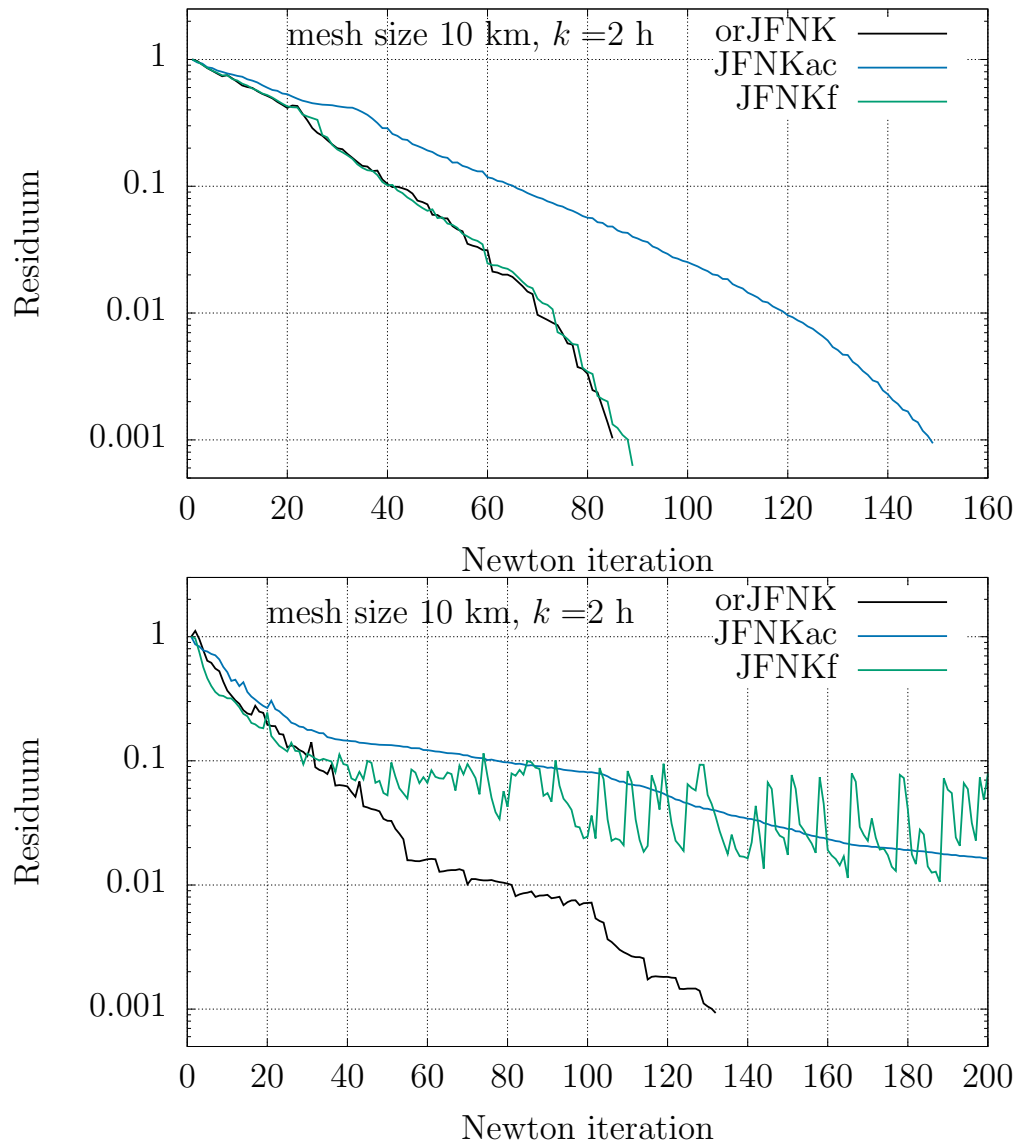 mesh size 10 km, k =2 h
orJFNK
JFNKac
JFNKf
1
0.1
0.01
0.001
Residuum
0 20 40 60 80 100 120 140 160
Newton iteration
mesh size 10 km, k =2 h
orJFNK
JFNKac
JFNKf
1
0.1
0.01
0.001
Residuum
0 20 40 60 80 100 120 140 160 180 200
Newton iteration